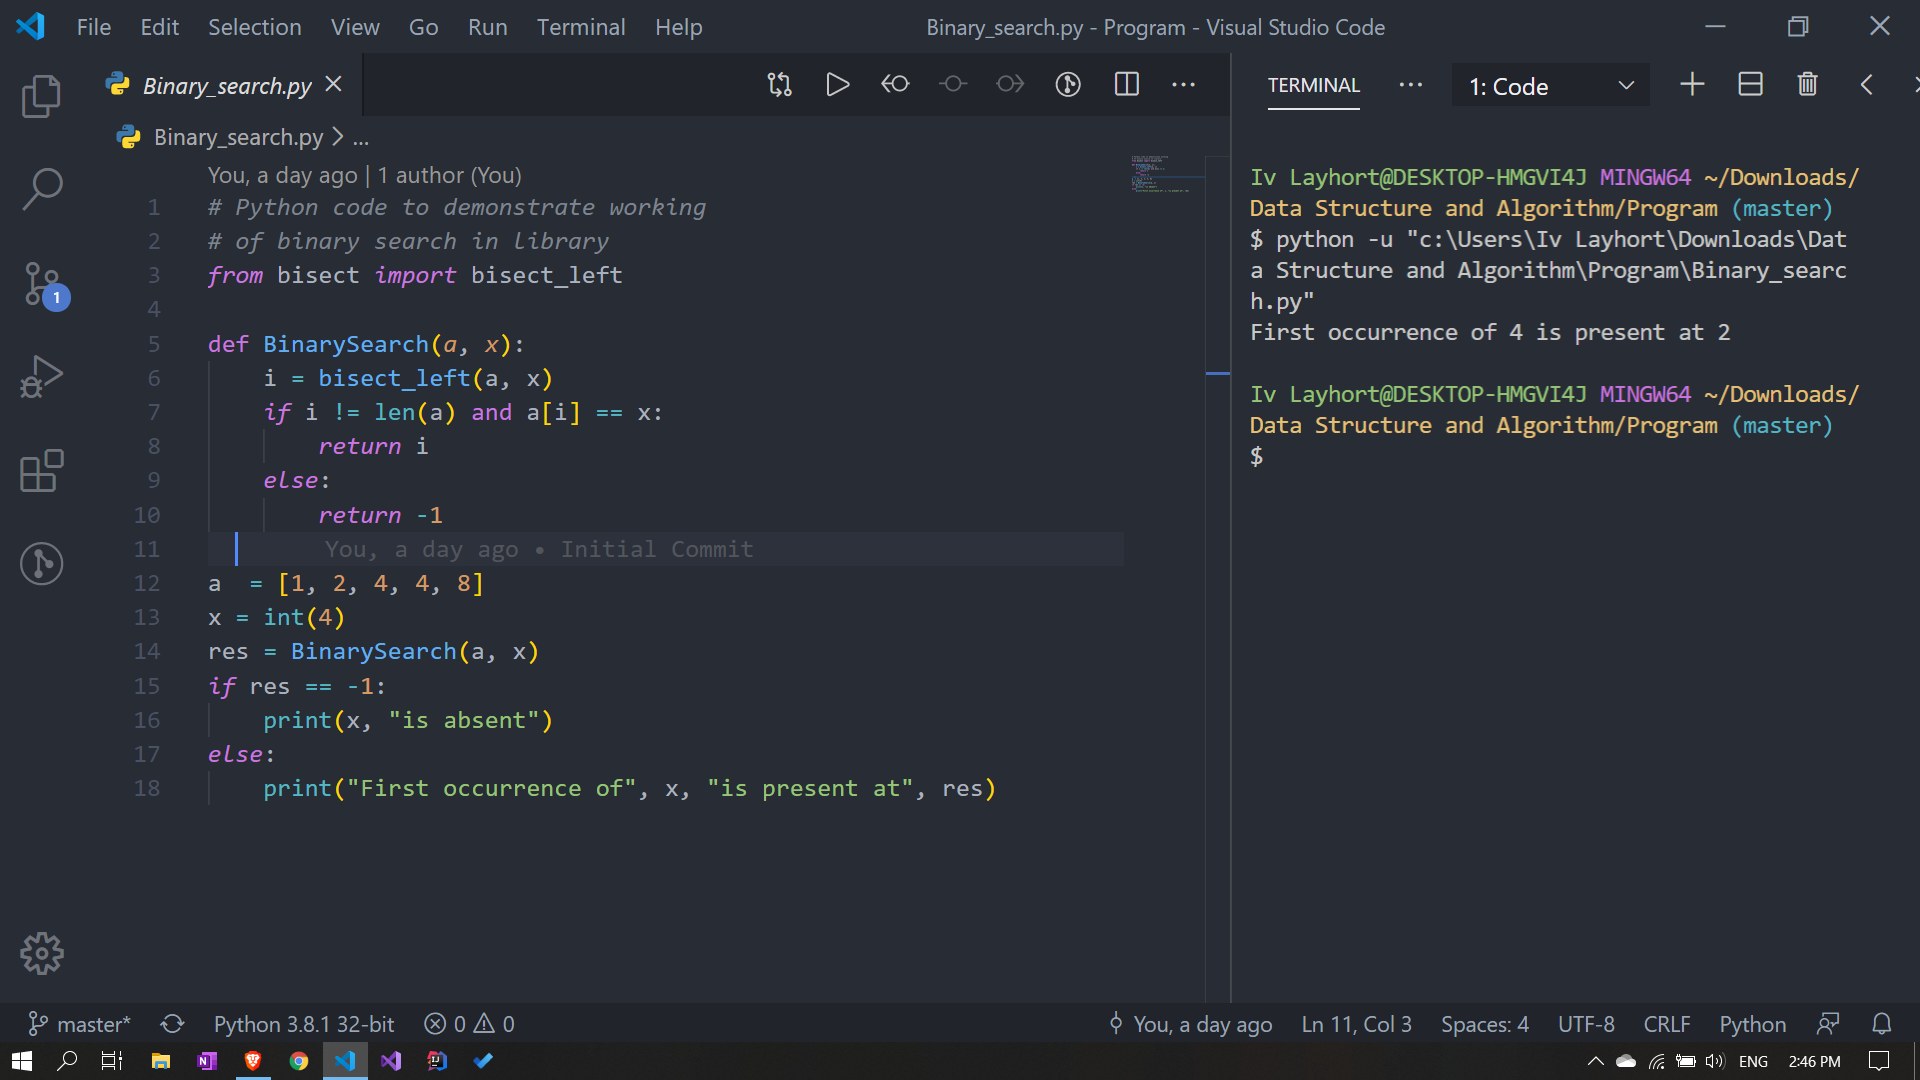 File Edit Selection View Go Run Terminal Help Binary_search.py - Program - Visual Studio Code
Binary_search.py
Binary_search.py > ...
You, a day ago | 1 author (You)
1 # Python code to demonstrate working
2 # of binary search in library
3 from bisect import bisect_left
4
5 def BinarySearch(a, x):
6     i = bisect_left(a, x)
7     if i != len(a) and a[i] == x:
8         return i
9     else:
10         return -1
11 You, a day ago • Initial Commit
12 a  = [1, 2, 4, 4, 8]
13 x = int(4)
14 res = BinarySearch(a, x)
15 if res == -1:
16     print(x, "is absent")
17 else:
18     print("First occurrence of", x, "is present at", res)
TERMINAL ... 1: Code
Iv Layhort@DESKTOP-HMGVI4J MINGW64 ~/Downloads/
Data Structure and Algorithm/Program (master)
$ python -u "c:\Users\Iv Layhort\Downloads\Dat
a Structure and Algorithm\Program\Binary_searc
h.py"
First occurrence of 4 is present at 2
Iv Layhort@DESKTOP-HMGVI4J MINGW64 ~/Downloads/
Data Structure and Algorithm/Program (master)
$
1
master* Python 3.8.1 32-bit 0 0 You, a day ago Ln 11, Col 3 Spaces: 4 UTF-8 CRLF Python
ENG 2:46 PM